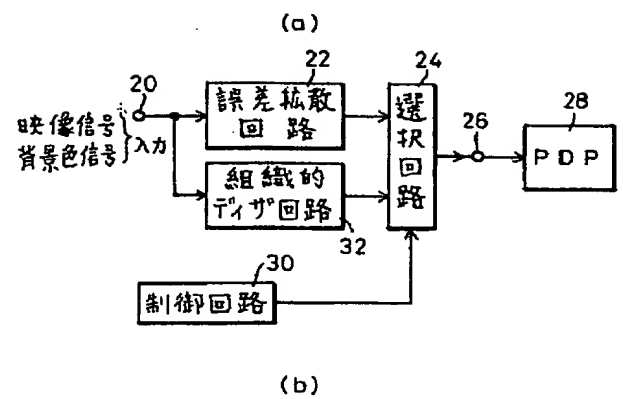 (a)
20
22
24
26
28
映像信号
背景色信号
入力
誤差拡散
回路
選択回路
PDP
組織的
ディザ回路
32
30
制御回路
(b)